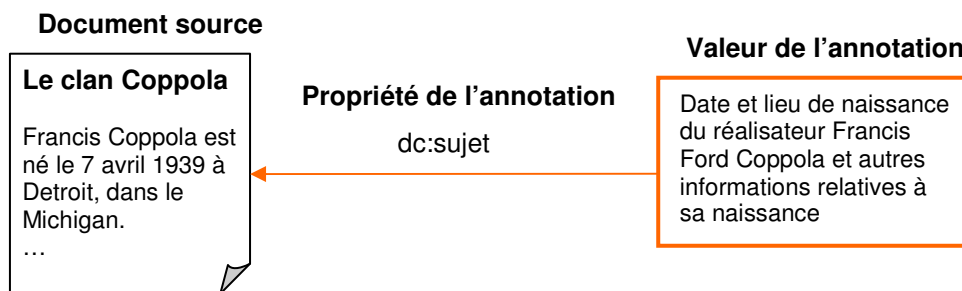 Document source
Le clan Coppola
Francis Coppola est
né le 7 avril 1939 à
Detroit, dans le
Michigan.
…
Propriété de l’annotation
dc:sujet
Valeur de l’annotation
Date et lieu de naissance
du réalisateur Francis
Ford Coppola et autres
informations relatives à
sa naissance